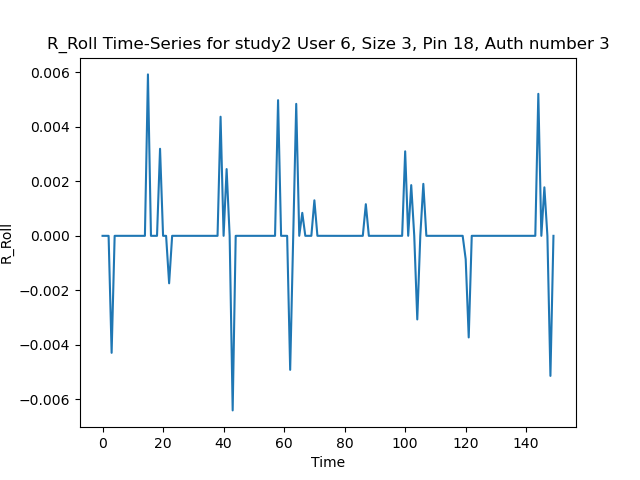 R_Roll Time-Series for study2 User 6, Size 3, Pin 18, Auth number 3
0.006
0.004
0.002
0.000
−0.002
−0.004
−0.006
R_Roll
0 20 40 60 80 100 120 140
Time